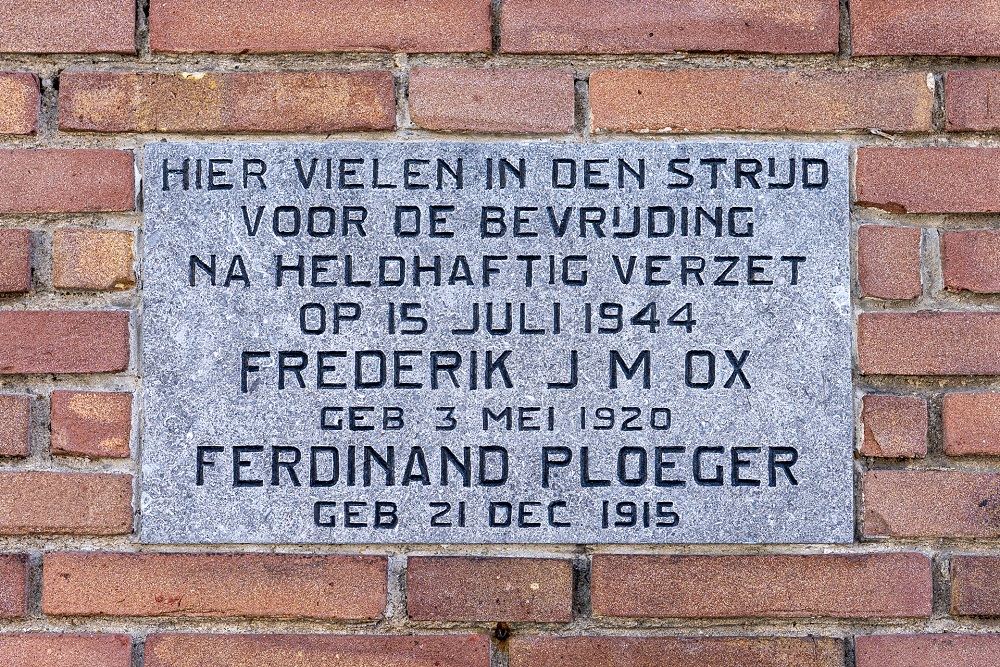 HIER VIELEN IN DEN STRIJD
VOOR DE BEVRIJDING
NA HELDHAFTIG VERZET
OP 15 JULI 1944
FREDERIK J M OX
GEB 3 MEI 1920
FERDINAND PLOEGER
GEB 21 DEC 1915